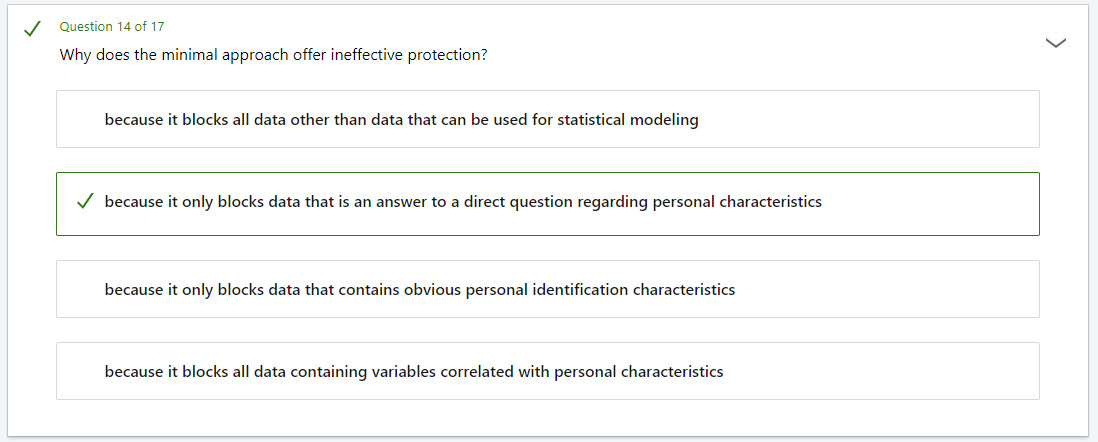 Question 14 of 17
Why does the minimal approach offer ineffective protection?
because it blocks all data other than data that can be used for statistical modeling
because it only blocks data that is an answer to a direct question regarding personal characteristics
because it only blocks data that contains obvious personal identification characteristics
because it blocks all data containing variables correlated with personal characteristics